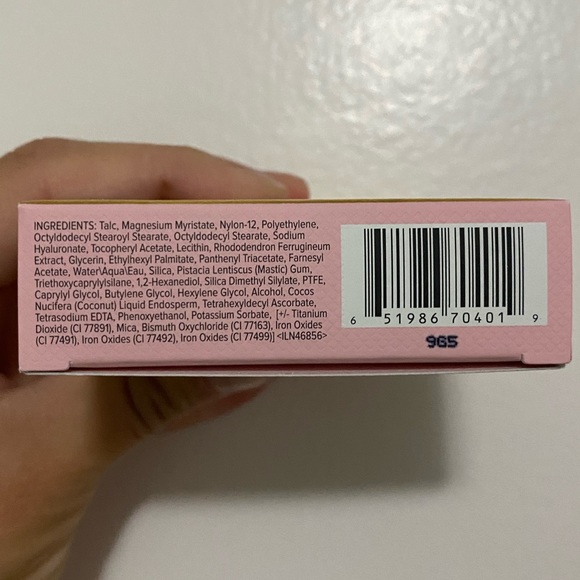 INGREDIENTS: Talc, Magnesium Myristate, Nylon-12, Polyethylene,
Octyldodecyl Stearoyl Stearate, Octyldodecyl Stearate, Sodium
Hyaluronate, Tocopheryl Acetate, Lecithin, Rhododendron Ferrugineum
Extract, Glycerin, Ethylhexyl Palmitate, Panthenyl Triacetate, Farnesyl
Acetate, Water\Aqua\Eau, Silica, Pistacia Lentiscus (Mastic) Gum,
Triethoxycaprylylsilane, 1,2-Hexanediol, Silica Dimethyl Silylate, PTFE,
Caprylyl Glycol, Butylene Glycol, Hexylene Glycol, Alcohol, Cocos
Nucifera (Coconut) Liquid Endosperm, Tetrahexyldecyl Ascorbate,
Tetrasodium EDTA, Phenoxyethanol, Potassium Sorbate, [+/- Titanium
Dioxide (CI 77891), Mica, Bismuth Oxychloride (CI 77163), Iron Oxides
(CI 77491), Iron Oxides (CI 77492), Iron Oxides (CI 77499)] <ILN46856>
6 51986 70401 9
965